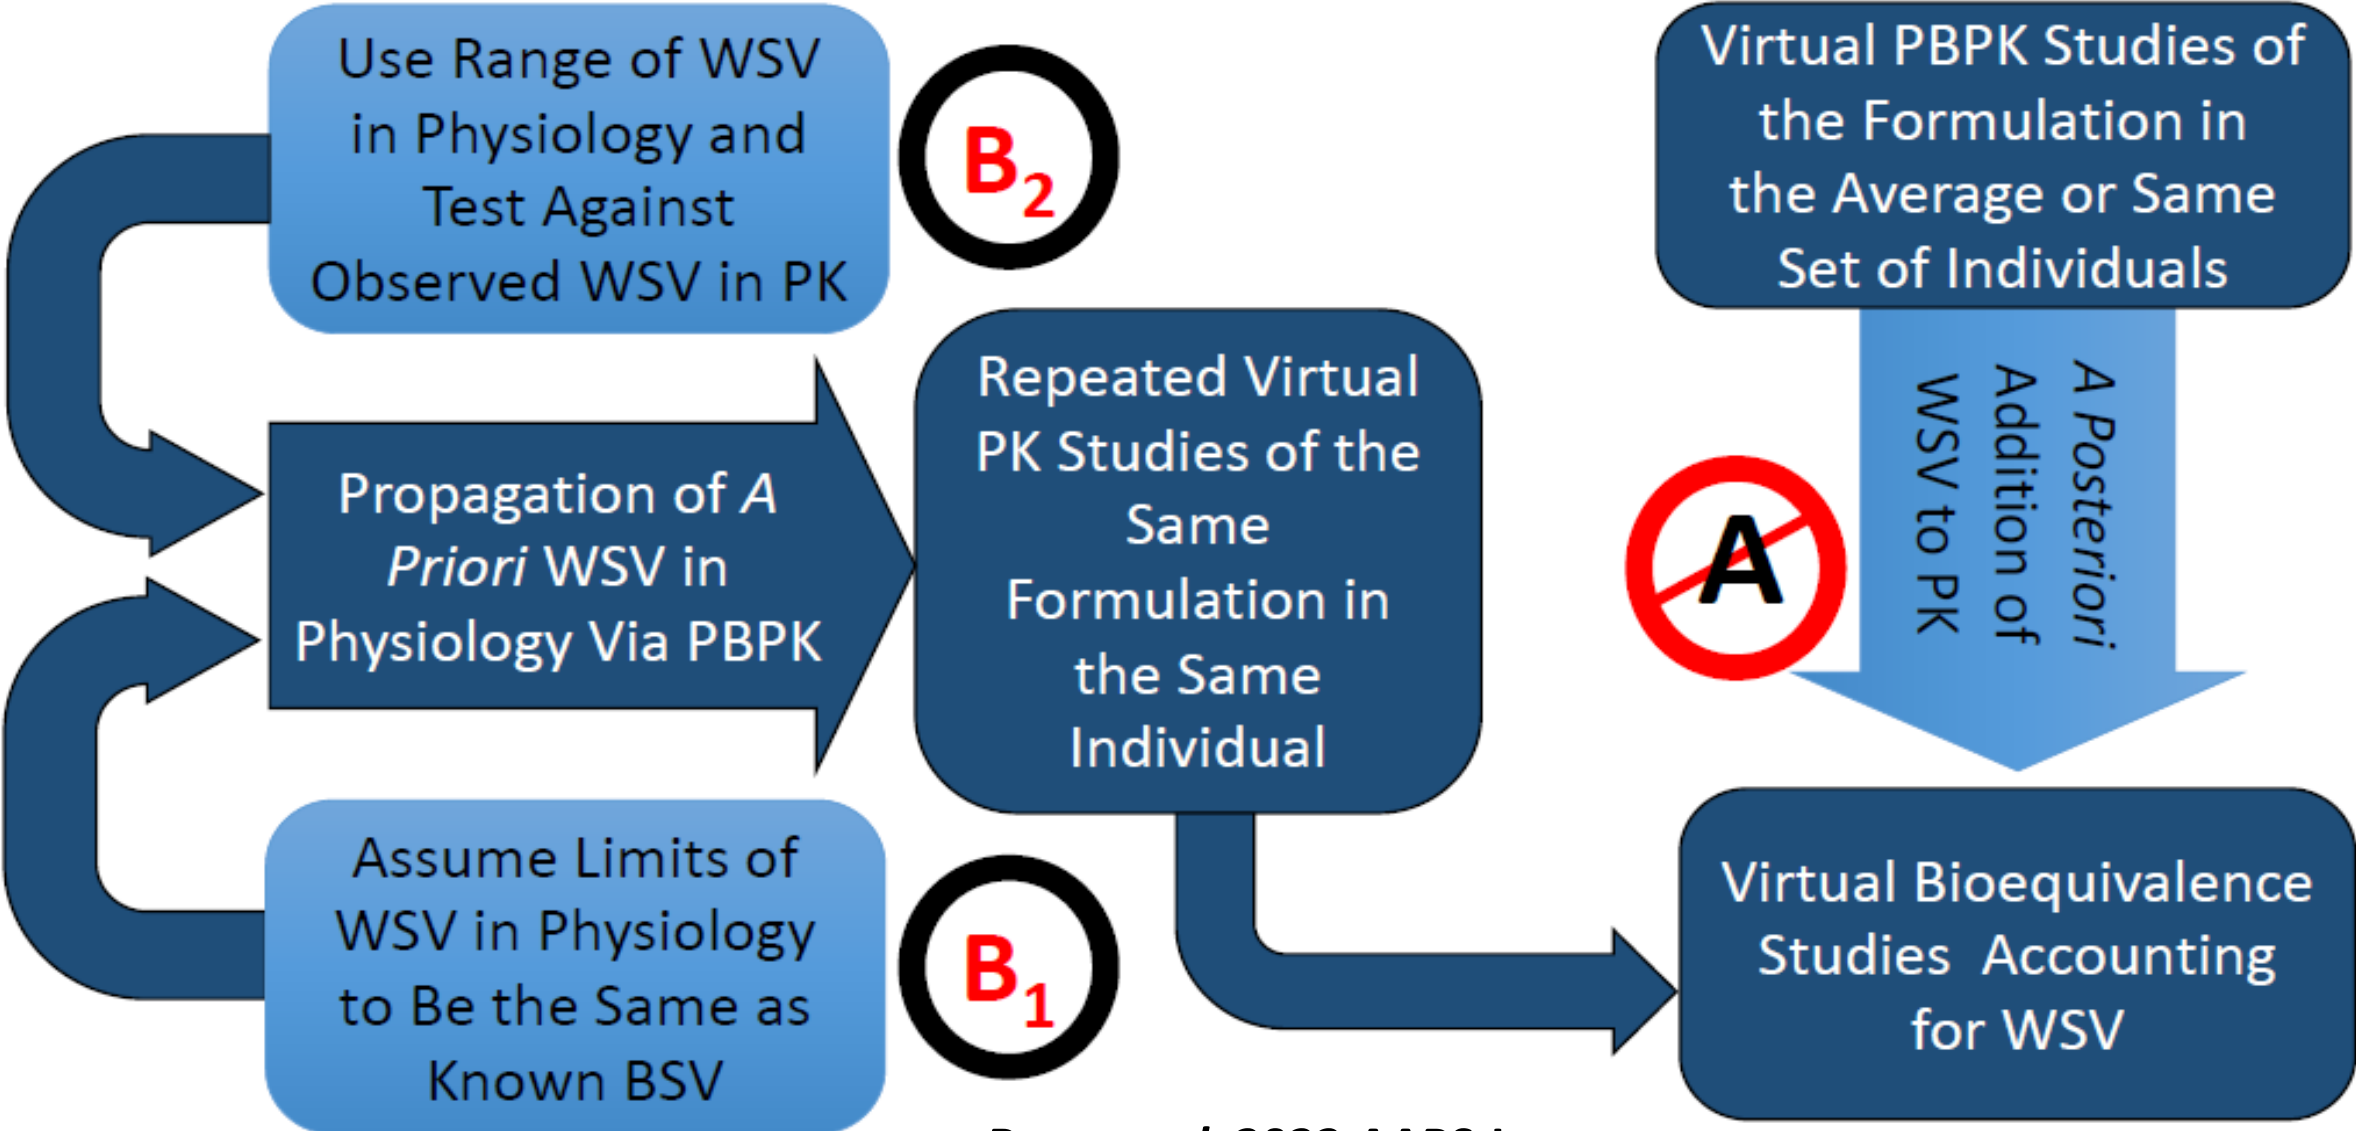 Use Range of WSV
in Physiology and
Test Against
Observed WSV in PK
B2
Propagation of A
Priori WSV in
Physiology Via PBPK
Assume Limits of
WSV in Physiology
to Be the Same as
Known BSV
B1
Repeated Virtual
PK Studies of the
Same
Formulation in
the Same
Individual
Virtual PBPK Studies of
the Formulation in
the Average or Same
Set of Individuals
A Posteriori
Addition of
WSV to PK
A
Virtual Bioequivalence
Studies Accounting
for WSV